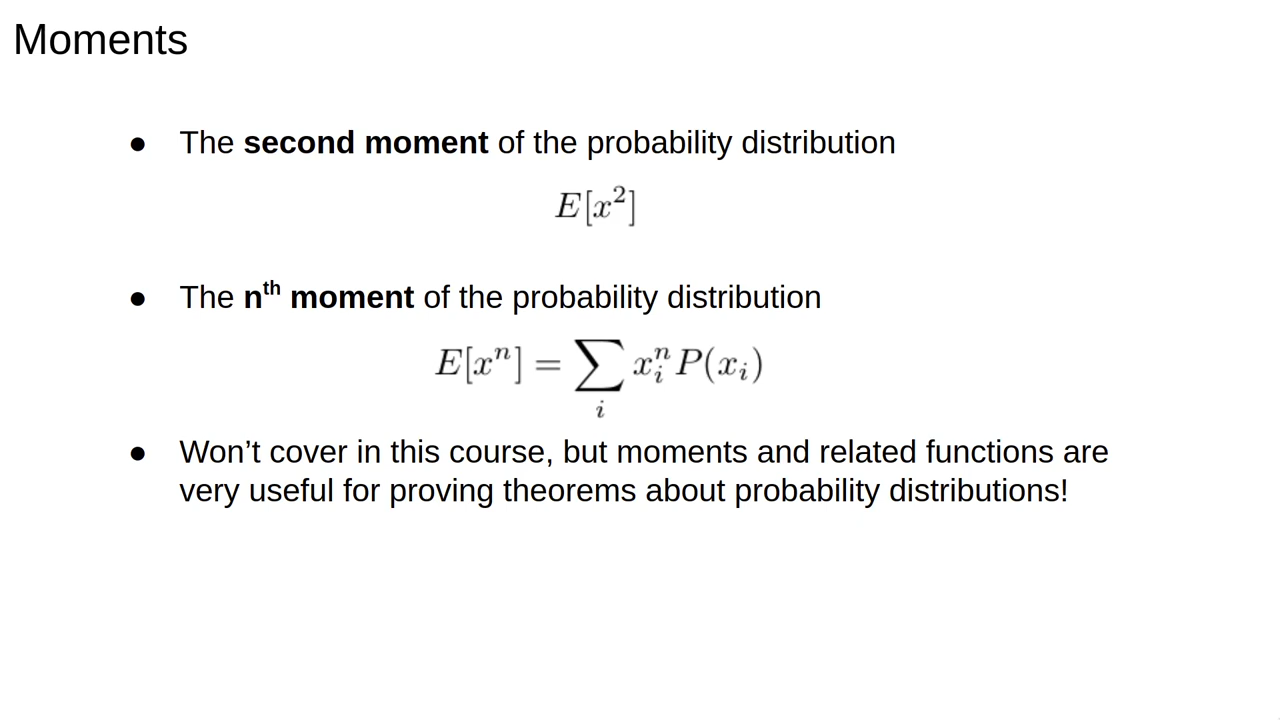 Moments
● The second moment of the probability distribution
E[x²]
● The nᵗʰ moment of the probability distribution
E[xⁿ] = ∑ᵢ xᵢⁿ P(xᵢ)
● Won’t cover in this course, but moments and related functions are
very useful for proving theorems about probability distributions!